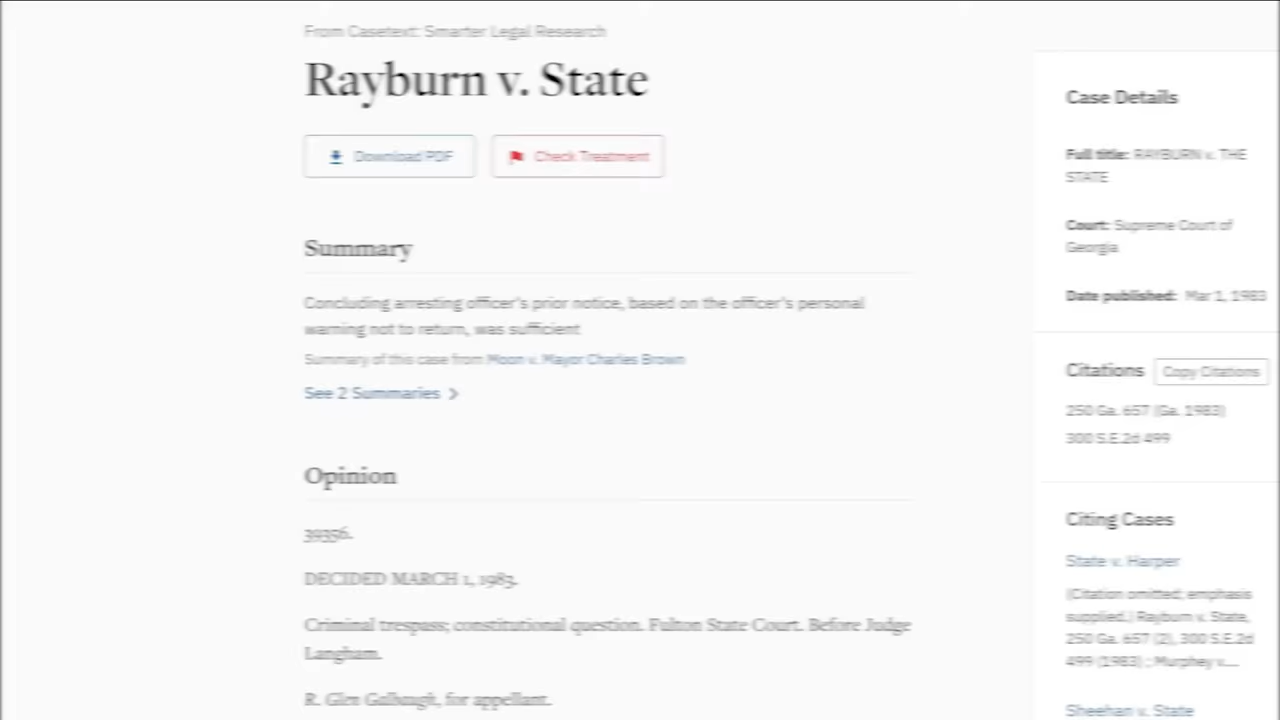 From Casetext: Smarter Legal Research
Rayburn v. State
Download PDF
Check Treatment
Summary
Concluding arresting officer's prior notice, based on the officer's personal
warning not to return, was sufficient
Summary of this case from Moon v. Mayor Charles Brown
See 2 Summaries
Opinion
39356.
DECIDED MARCH 1, 1983.
Criminal trespass; constitutional question. Fulton State Court. Before Judge
Langham.
R. Glen Galbaugh, for appellant.
Case Details
Full title: RAYBURN v. THE
STATE
Court: Supreme Court of
Georgia
Date published: Mar 1, 1983
Citations
Copy Citations
250 Ga. 657 (Ga. 1983)
300 S.E.2d 499
Citing Cases
State v. Harper
(Citation omitted; emphasis
supplied.) Rayburn v. State,
250 Ga. 657 (2), 300 S.E.2d
499 (1983) ; Murphey v....
Sheehan v. State